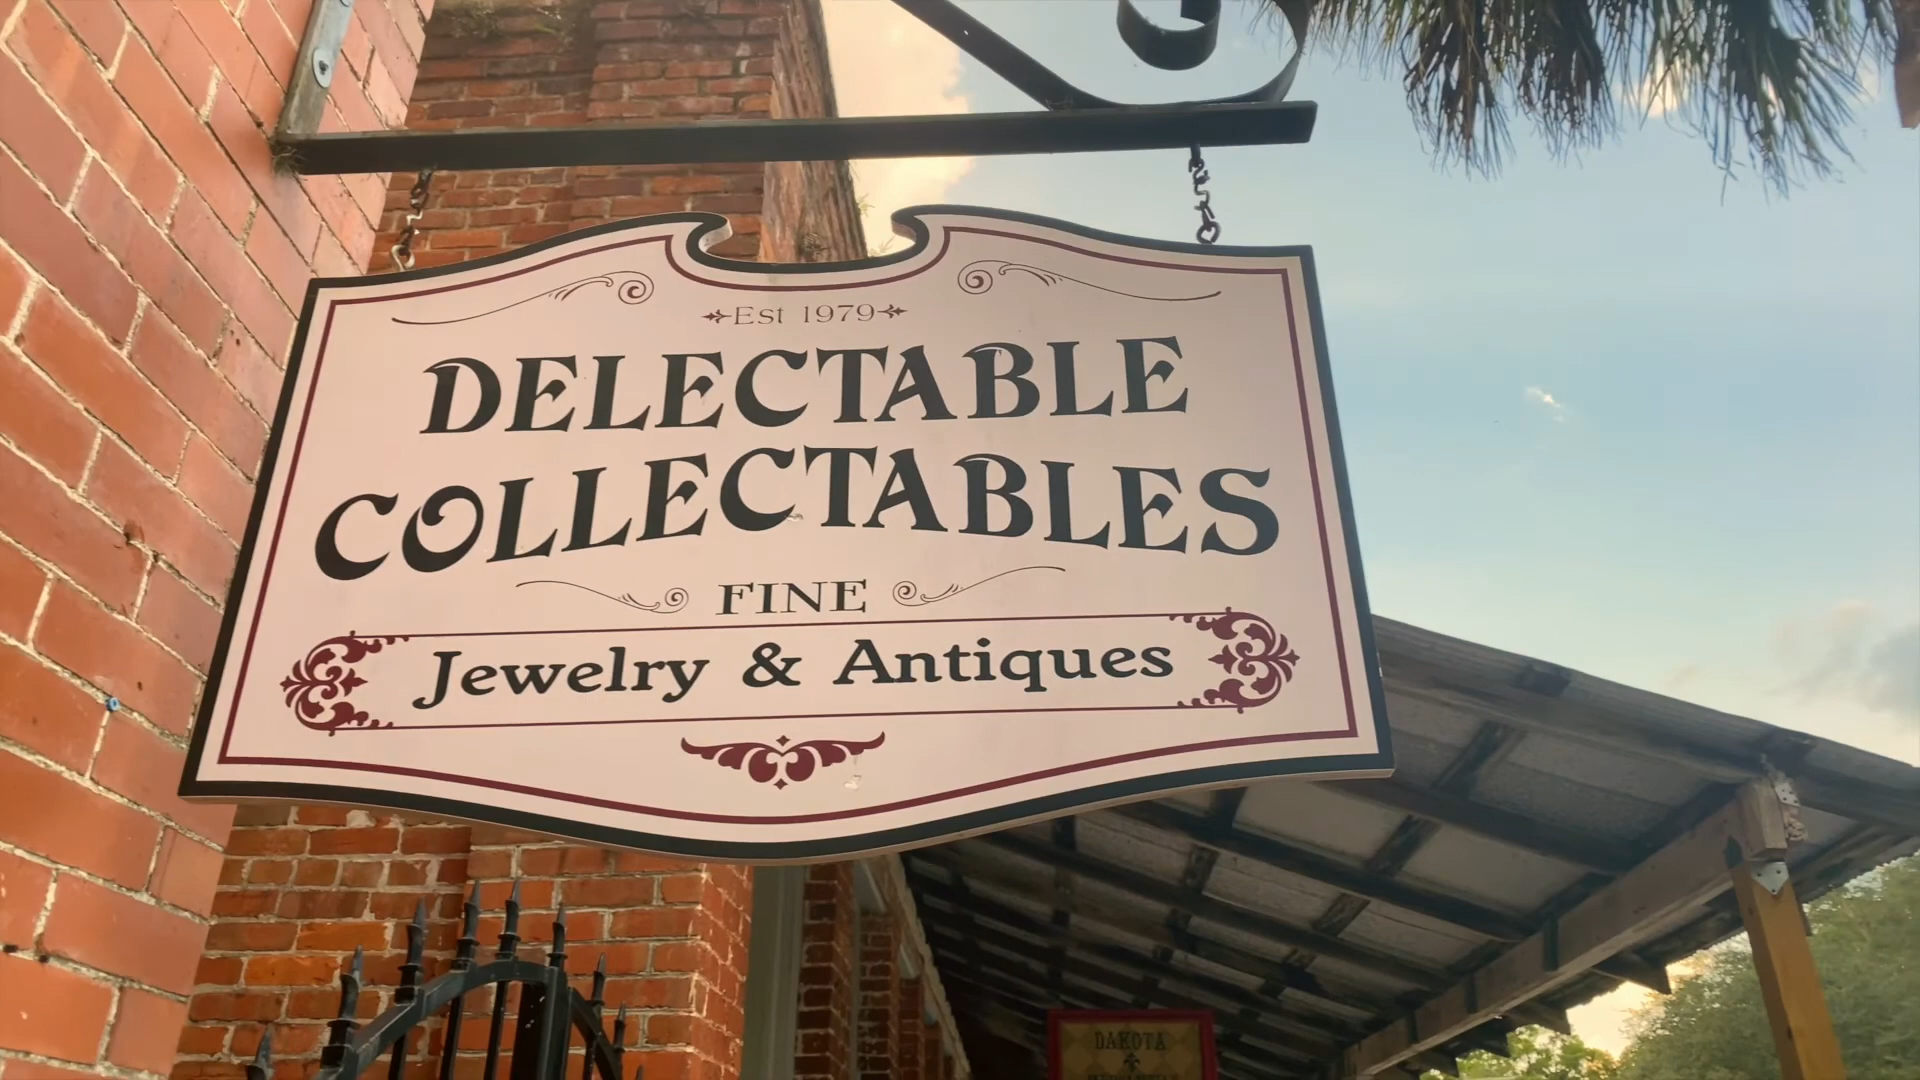 Est 1979
DELECTABLE
COLLECTABLES
FINE
Jewelry & Antiques
DAKOTA